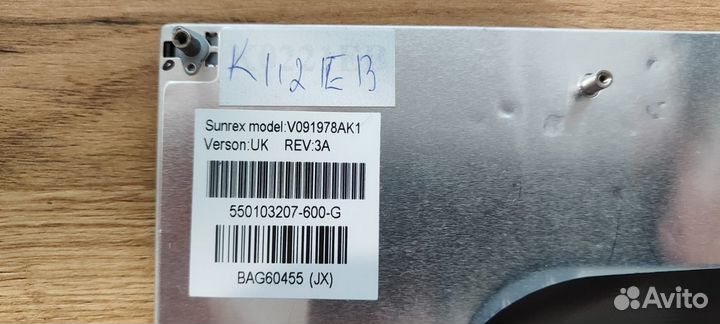 K112EB
Sunrex model:V091978AK1
Verson:UK REV:3A
550103207-600-G
BAG60455 (JX)
Avito